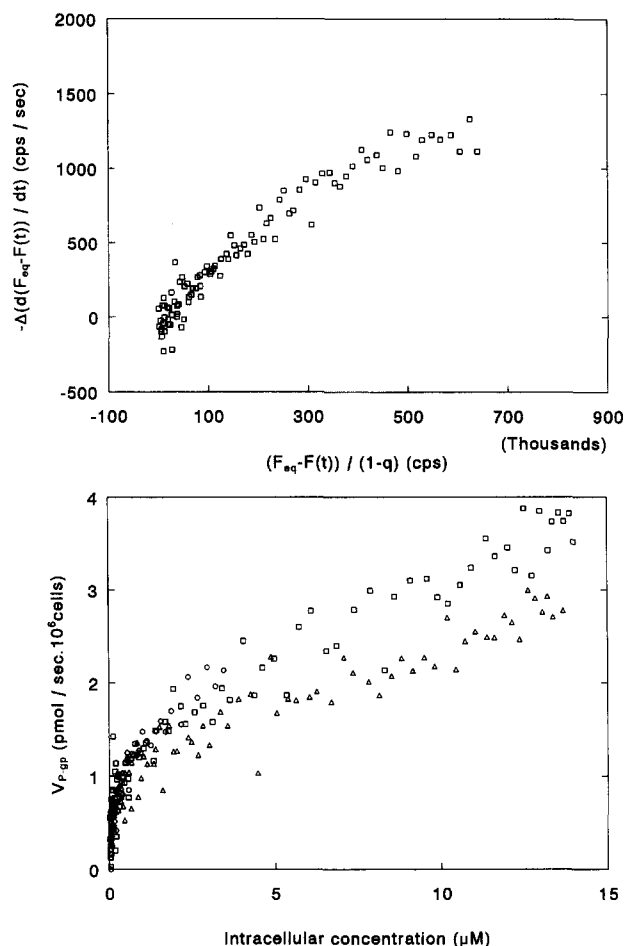 2000
1500
1000
500
0
-500
-Δ(d(Feq-F(t)) / dt) (cps / sec)
-100 100 300 500 700 900
(Thousands)
(Feq-F(t)) / (1-q) (cps)
4
3
2
1
0
VP-gp (pmol / sec.10⁶cells)
0 5 10 15
Intracellular concentration (μM)